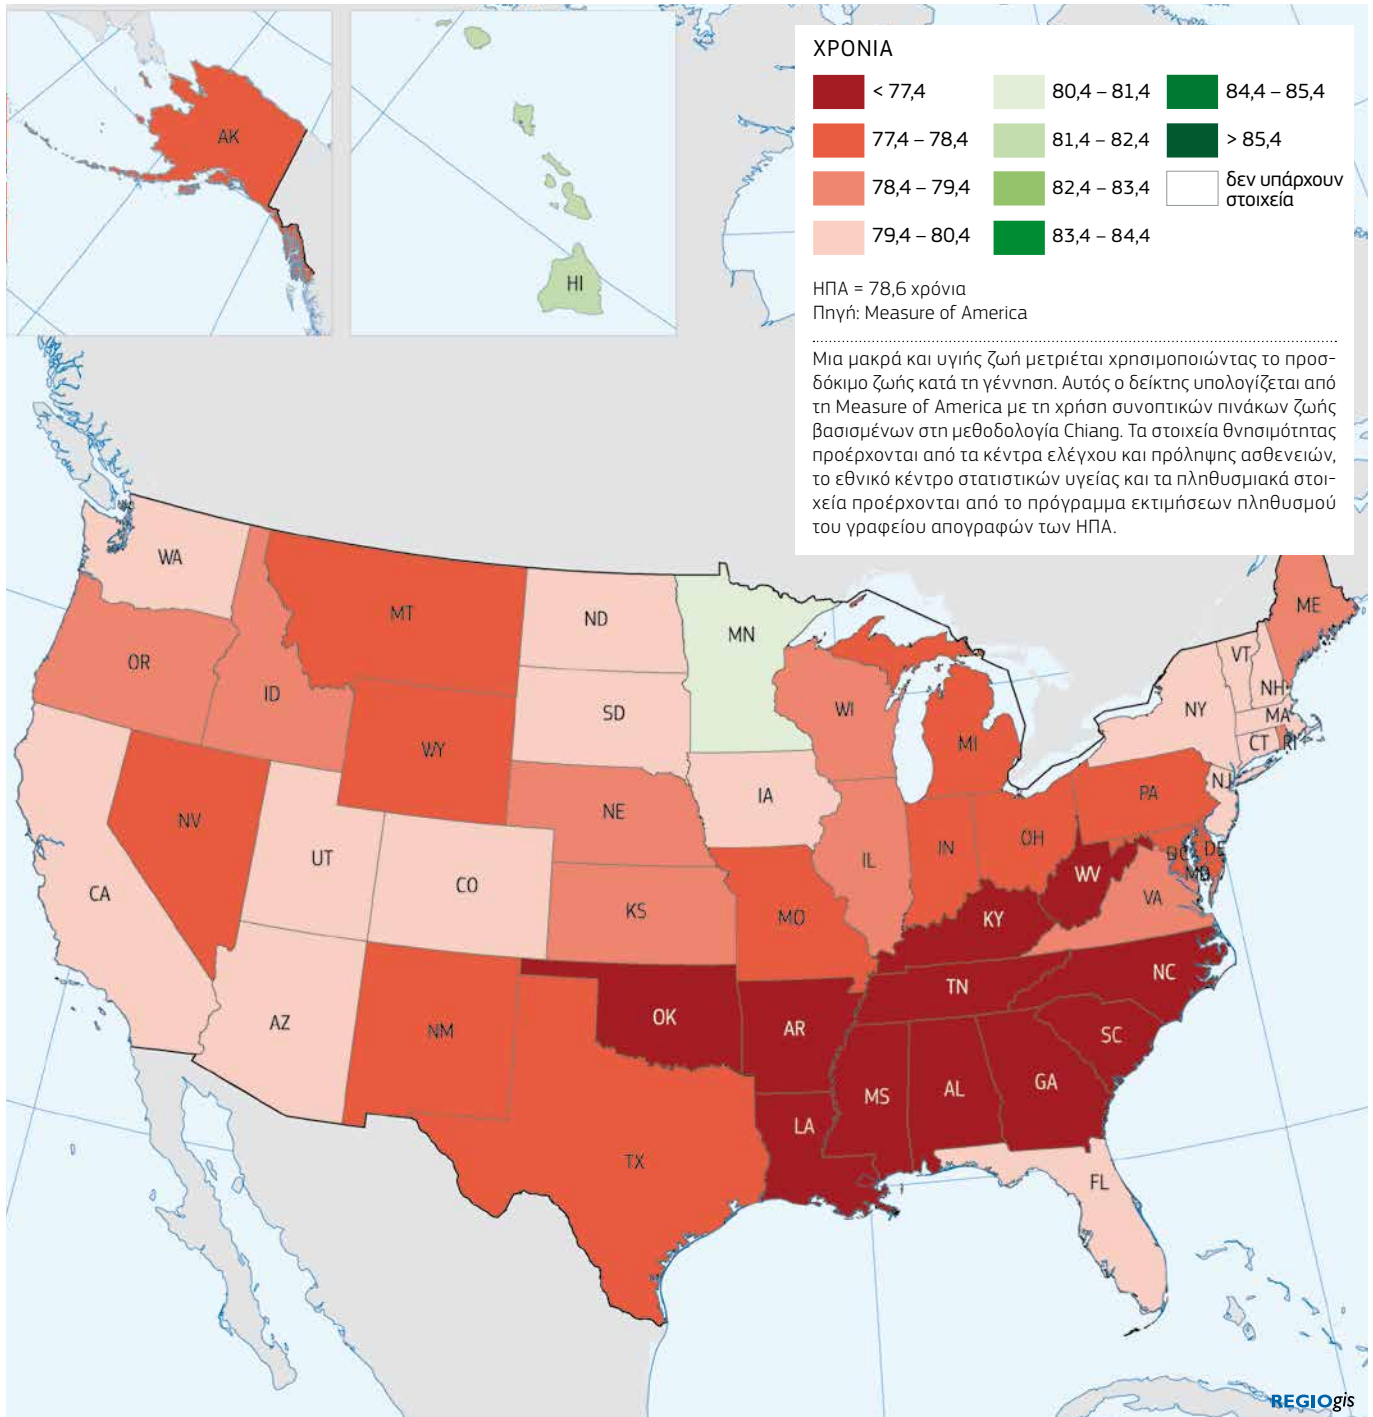 ΧΡΟΝΙΑ
< 77,4
77,4 – 78,4
78,4 – 79,4
79,4 – 80,4
80,4 – 81,4
81,4 – 82,4
82,4 – 83,4
83,4 – 84,4
84,4 – 85,4
> 85,4
δεν υπάρχουν
στοιχεία
ΗΠΑ = 78,6 χρόνια
Πηγή: Measure of America
Μια μακρά και υγιής ζωή μετριέται χρησιμοποιώντας το προσ-
δόκιμο ζωής κατά τη γέννηση. Αυτός ο δείκτης υπολογίζεται από
τη Measure of America με τη χρήση συνοπτικών πινάκων ζωής
βασισμένων στη μεθοδολογία Chiang. Τα στοιχεία θνησιμότητας
προέρχονται από τα κέντρα ελέγχου και πρόληψης ασθενειών,
το εθνικό κέντρο στατιστικών υγείας και τα πληθυσμιακά στοι-
χεία προέρχονται από το πρόγραμμα εκτιμήσεων πληθυσμού
του γραφείου απογραφών των ΗΠΑ.
AK
HI
WA
MT
ND
MN
ME
OR
ID
SD
WI
VT
NH
NY
MA
WY
MI
CT
RI
NV
NE
IA
PA
NJ
UT
CO
IL
IN
OH
DC
DE
MD
CA
KS
MO
WV
VA
KY
AZ
NM
OK
AR
TN
NC
SC
MS
AL
GA
LA
TX
FL
REGIOgis